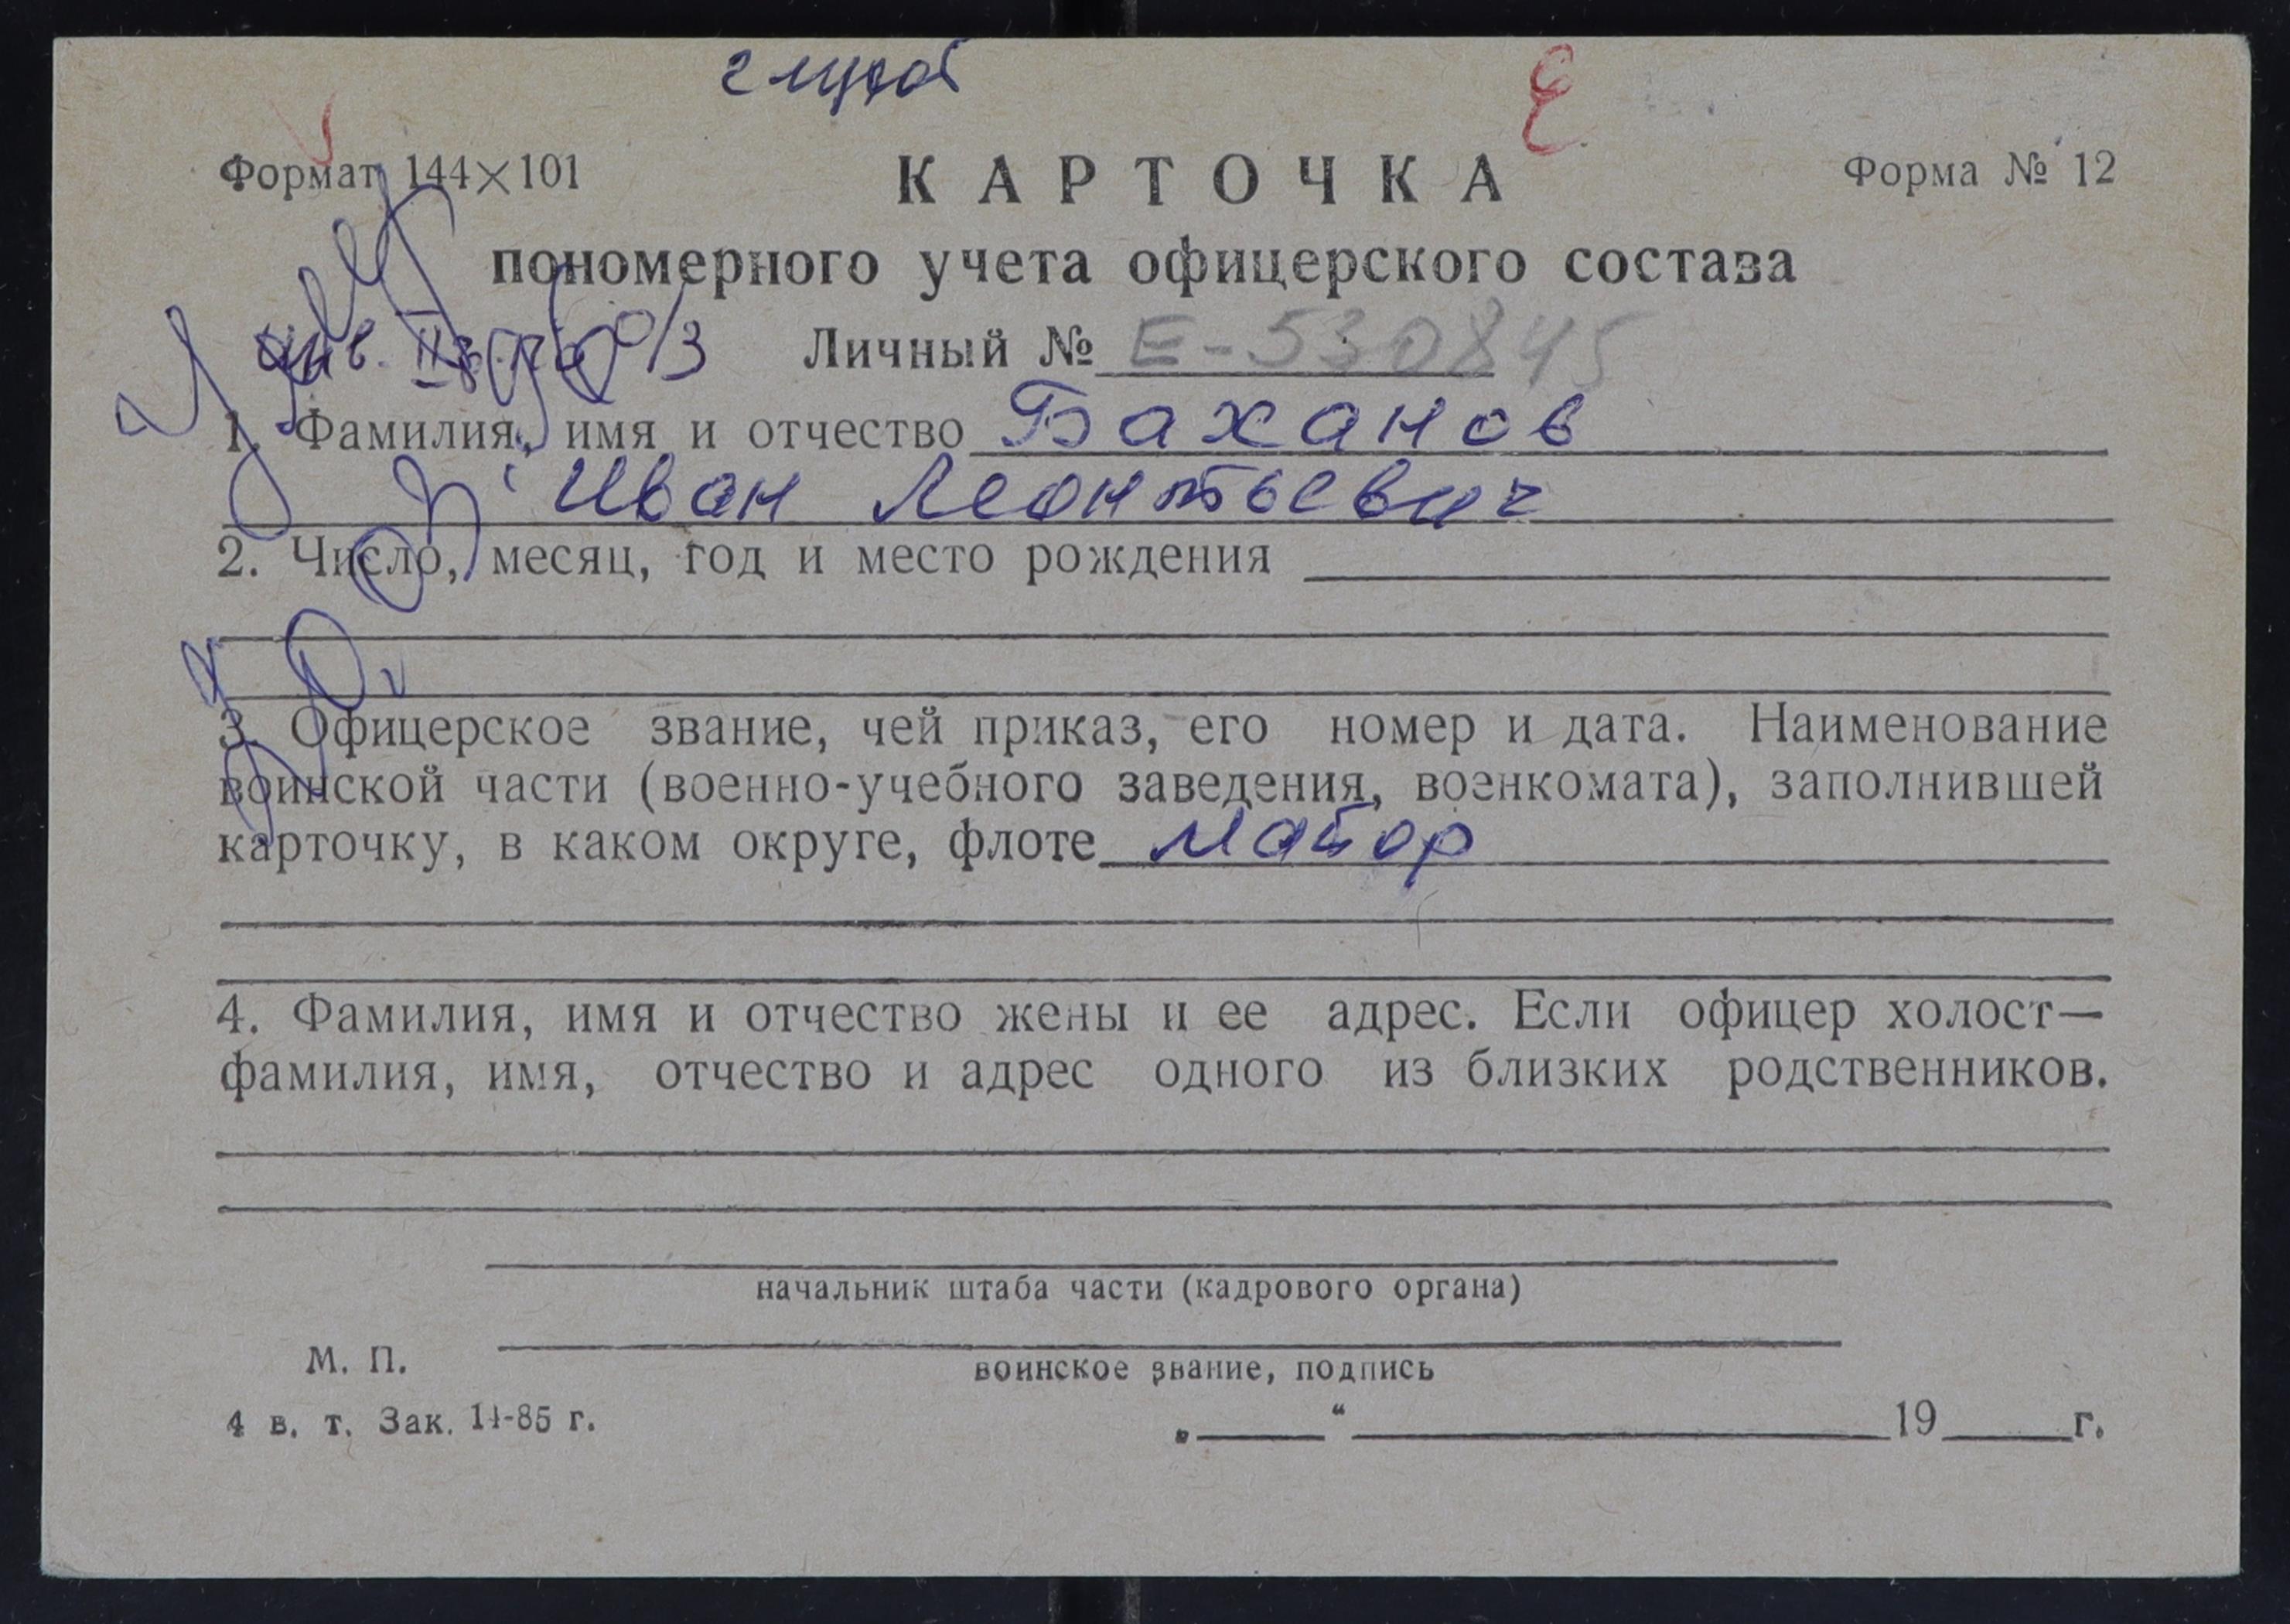 Формат 144×101
КАРТОЧКА
Форма № 12
пономерного учета офицерского состава
Личный № Е-530845
1. Фамилия, имя и отчество Баханов
Иван Леонтьевич
2. Число, месяц, год и место рождения
3. Офицерское звание, чей приказ, его номер и дата. Наименование
воинской части (военно-учебного заведения, военкомата), заполнившей
карточку, в каком округе, флоте майор
4. Фамилия, имя и отчество жены и ее адрес. Если офицер холост—
фамилия, имя, отчество и адрес одного из близких родственников.
начальник штаба части (кадрового органа)
М. П.
воинское звание, подпись
4 в. т. Зак. 11-85 г.
„ “ 19 г.